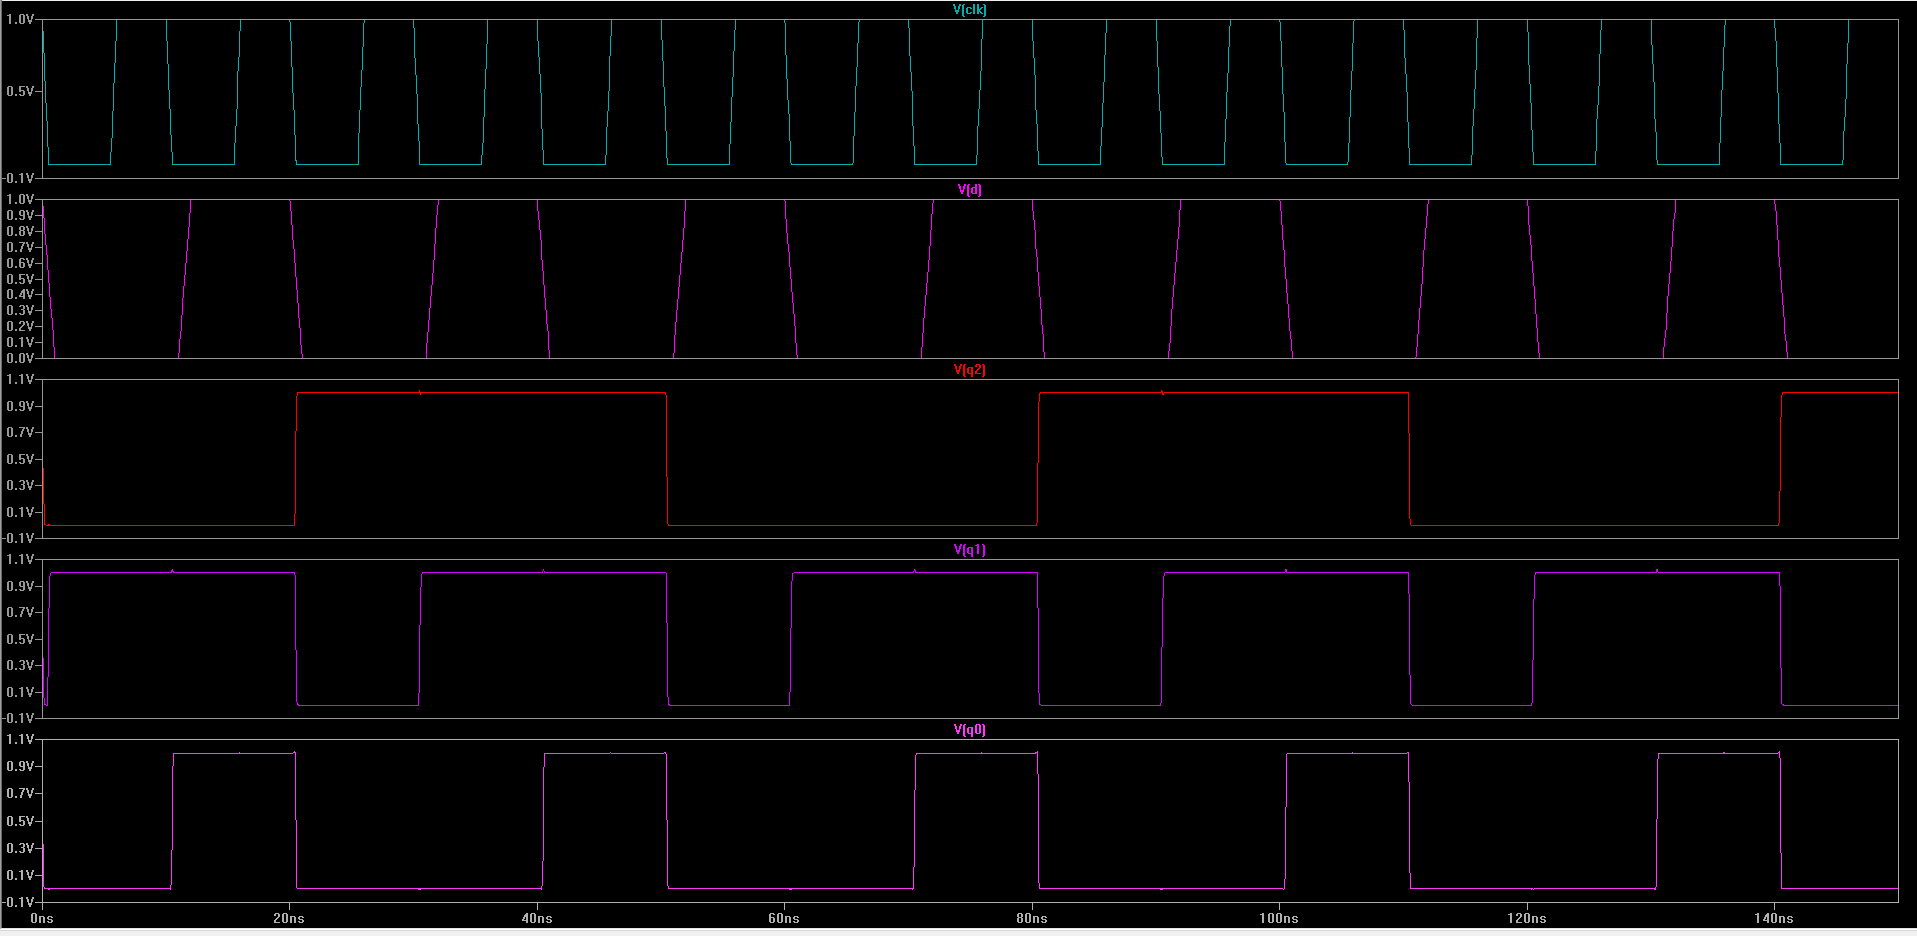 V(clk)
1.0V
0.5V
-0.1V
V(d)
1.0V
0.9V
0.8V
0.7V
0.6V
0.5V
0.4V
0.3V
0.2V
0.1V
0.0V
V(q2)
1.1V
0.9V
0.7V
0.5V
0.3V
0.1V
-0.1V
V(q1)
1.1V
0.9V
0.7V
0.5V
0.3V
0.1V
-0.1V
V(q0)
1.1V
0.9V
0.7V
0.5V
0.3V
0.1V
-0.1V
0ns 20ns 40ns 60ns 80ns 100ns 120ns 140ns